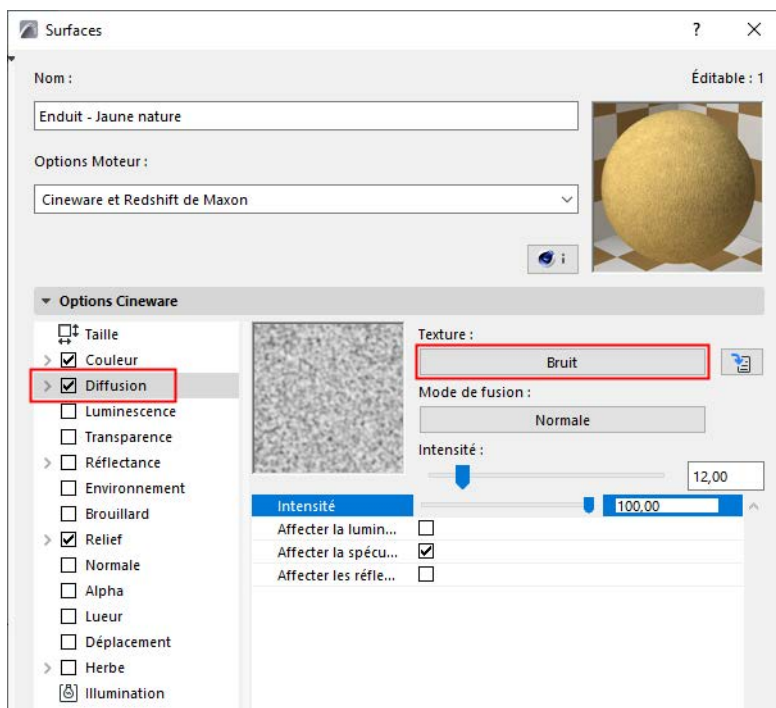 Surfaces
?
Nom :
Éditable : 1
Enduit - Jaune nature
Options Moteur :
Cineware et Redshift de Maxon
i
Options Cineware
Taille
Couleur
Diffusion
Luminescence
Transparence
Réflectance
Environnement
Brouillard
Relief
Normale
Alpha
Lueur
Déplacement
Herbe
Illumination
Texture :
Bruit
Mode de fusion :
Normale
Intensité :
12,00
Intensité 100,00
Affecter la lumin...
Affecter la spécu...
Affecter les réfle...